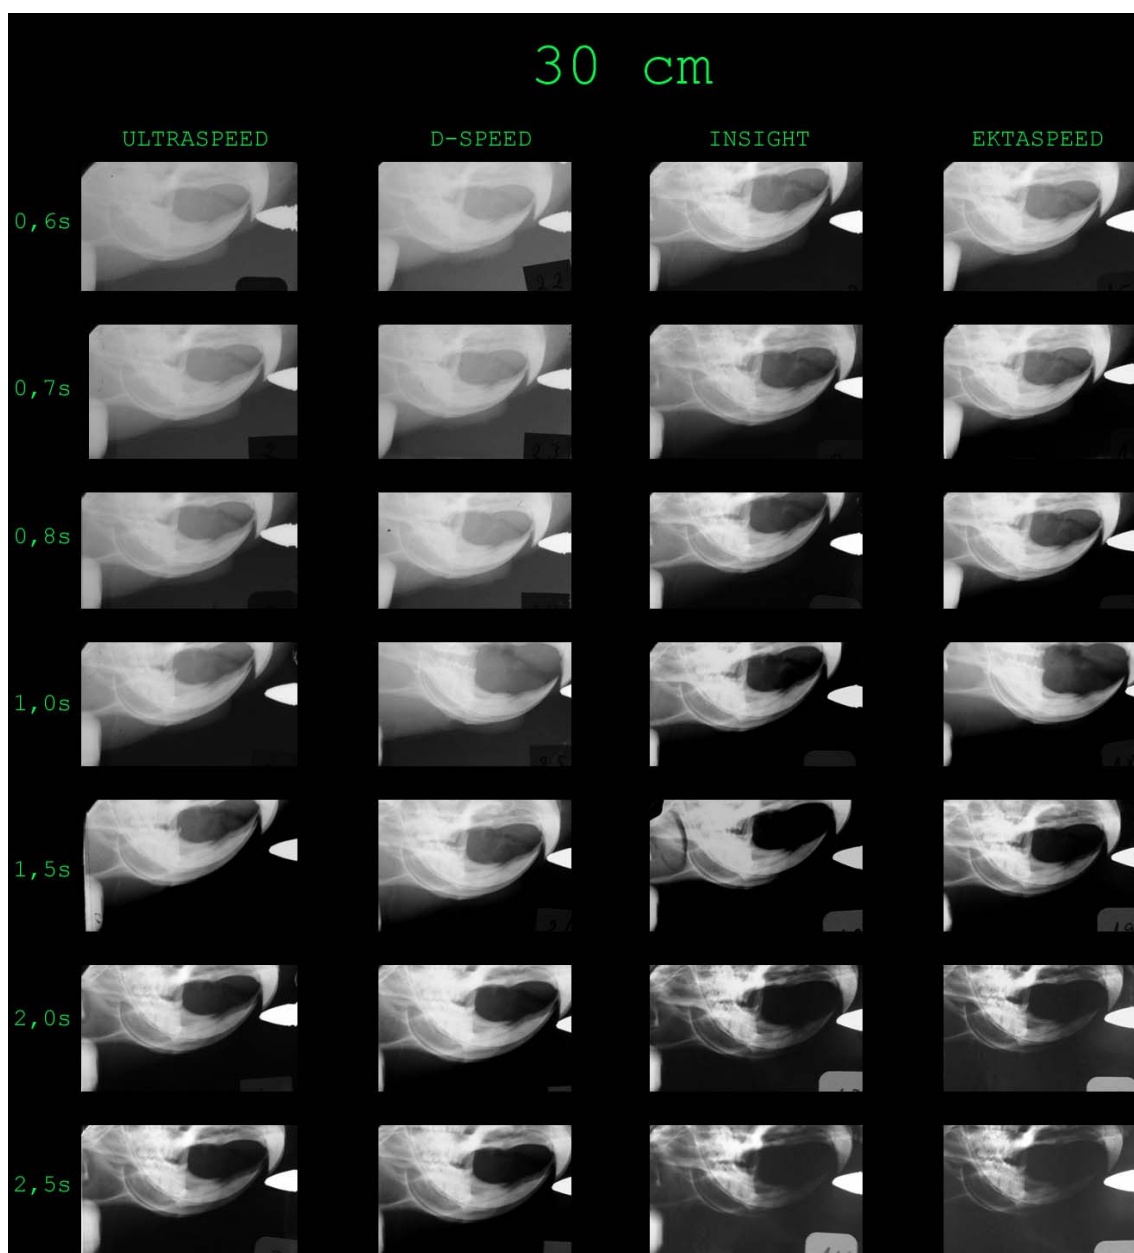 30 cm
ULTRASPEED D-SPEED INSIGHT EKTASPEED
0,6s
22
0,7s
0,8s
1,0s
1,5s
2,0s
2,5s